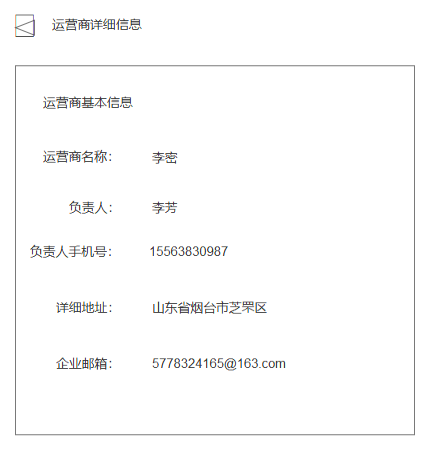 运营商详细信息
运营商基本信息
运营商名称： 李密
负责人： 李芳
负责人手机号： 15563830987
详细地址： 山东省烟台市芝罘区
企业邮箱： 5778324165@163.com